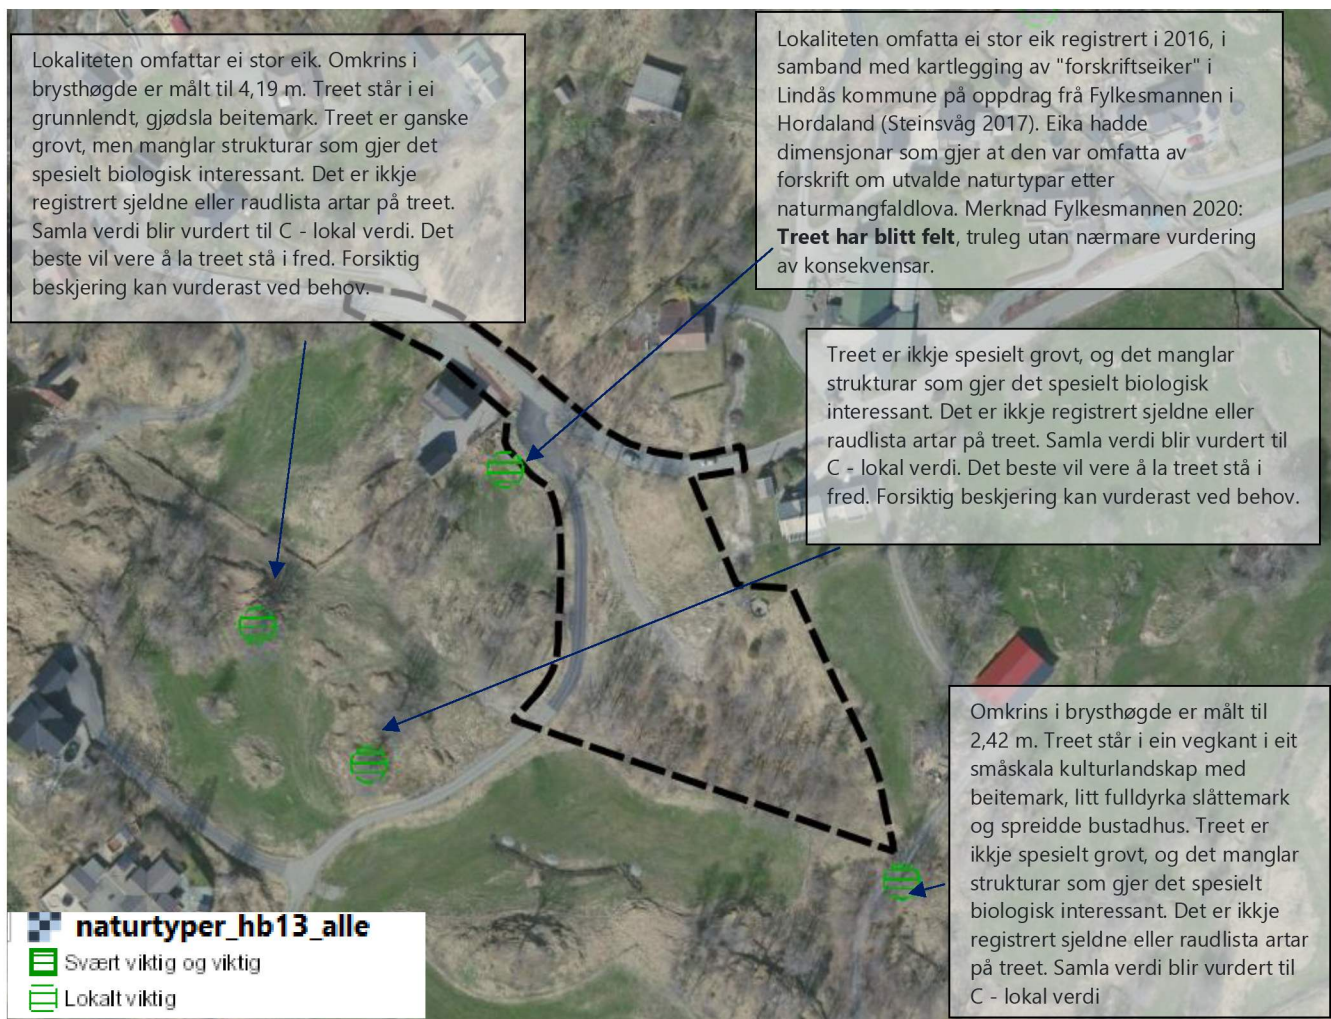 Lokaliteten omfattar ei stor eik. Omkrins i
brysthøgde er målt til 4,19 m. Treet står i ei
grunnlendt, gjødsla beitemark. Treet er ganske
grovt, men manglar strukturar som gjer det
spesielt biologisk interessant. Det er ikkje
registrert sjeldne eller raudlista artar på treet.
Samla verdi blir vurdert til C - lokal verdi. Det
beste vil vere å la treet stå i fred. Forsiktig
beskjering kan vurderast ved behov.
Lokaliteten omfatta ei stor eik registrert i 2016, i
samband med kartlegging av "forskriftseiker" i
Lindås kommune på oppdrag frå Fylkesmannen i
Hordaland (Steinsvåg 2017). Eika hadde
dimensjonar som gjer at den var omfatta av
forskrift om utvalde naturtypar etter
naturmangfaldlova. Merknad Fylkesmannen 2020:
Treet har blitt felt, truleg utan nærmare vurdering
av konsekvensar.
Treet er ikkje spesielt grovt, og det manglar
strukturar som gjer det spesielt biologisk
interessant. Det er ikkje registrert sjeldne eller
raudlista artar på treet. Samla verdi blir vurdert til
C - lokal verdi. Det beste vil vere å la treet stå i
fred. Forsiktig beskjering kan vurderast ved behov.
Omkrins i brysthøgde er målt til
2,42 m. Treet står i ein vegkant i eit
småskala kulturlandskap med
beitemark, litt fulldyrka slåttemark
og spreidde bustadhus. Treet er
ikkje spesielt grovt, og det manglar
strukturar som gjer det spesielt
biologisk interessant. Det er ikkje
registrert sjeldne eller raudlista artar
på treet. Samla verdi blir vurdert til
C - lokal verdi
naturtyper_hb13_alle
Svært viktig og viktig
Lokalt viktig